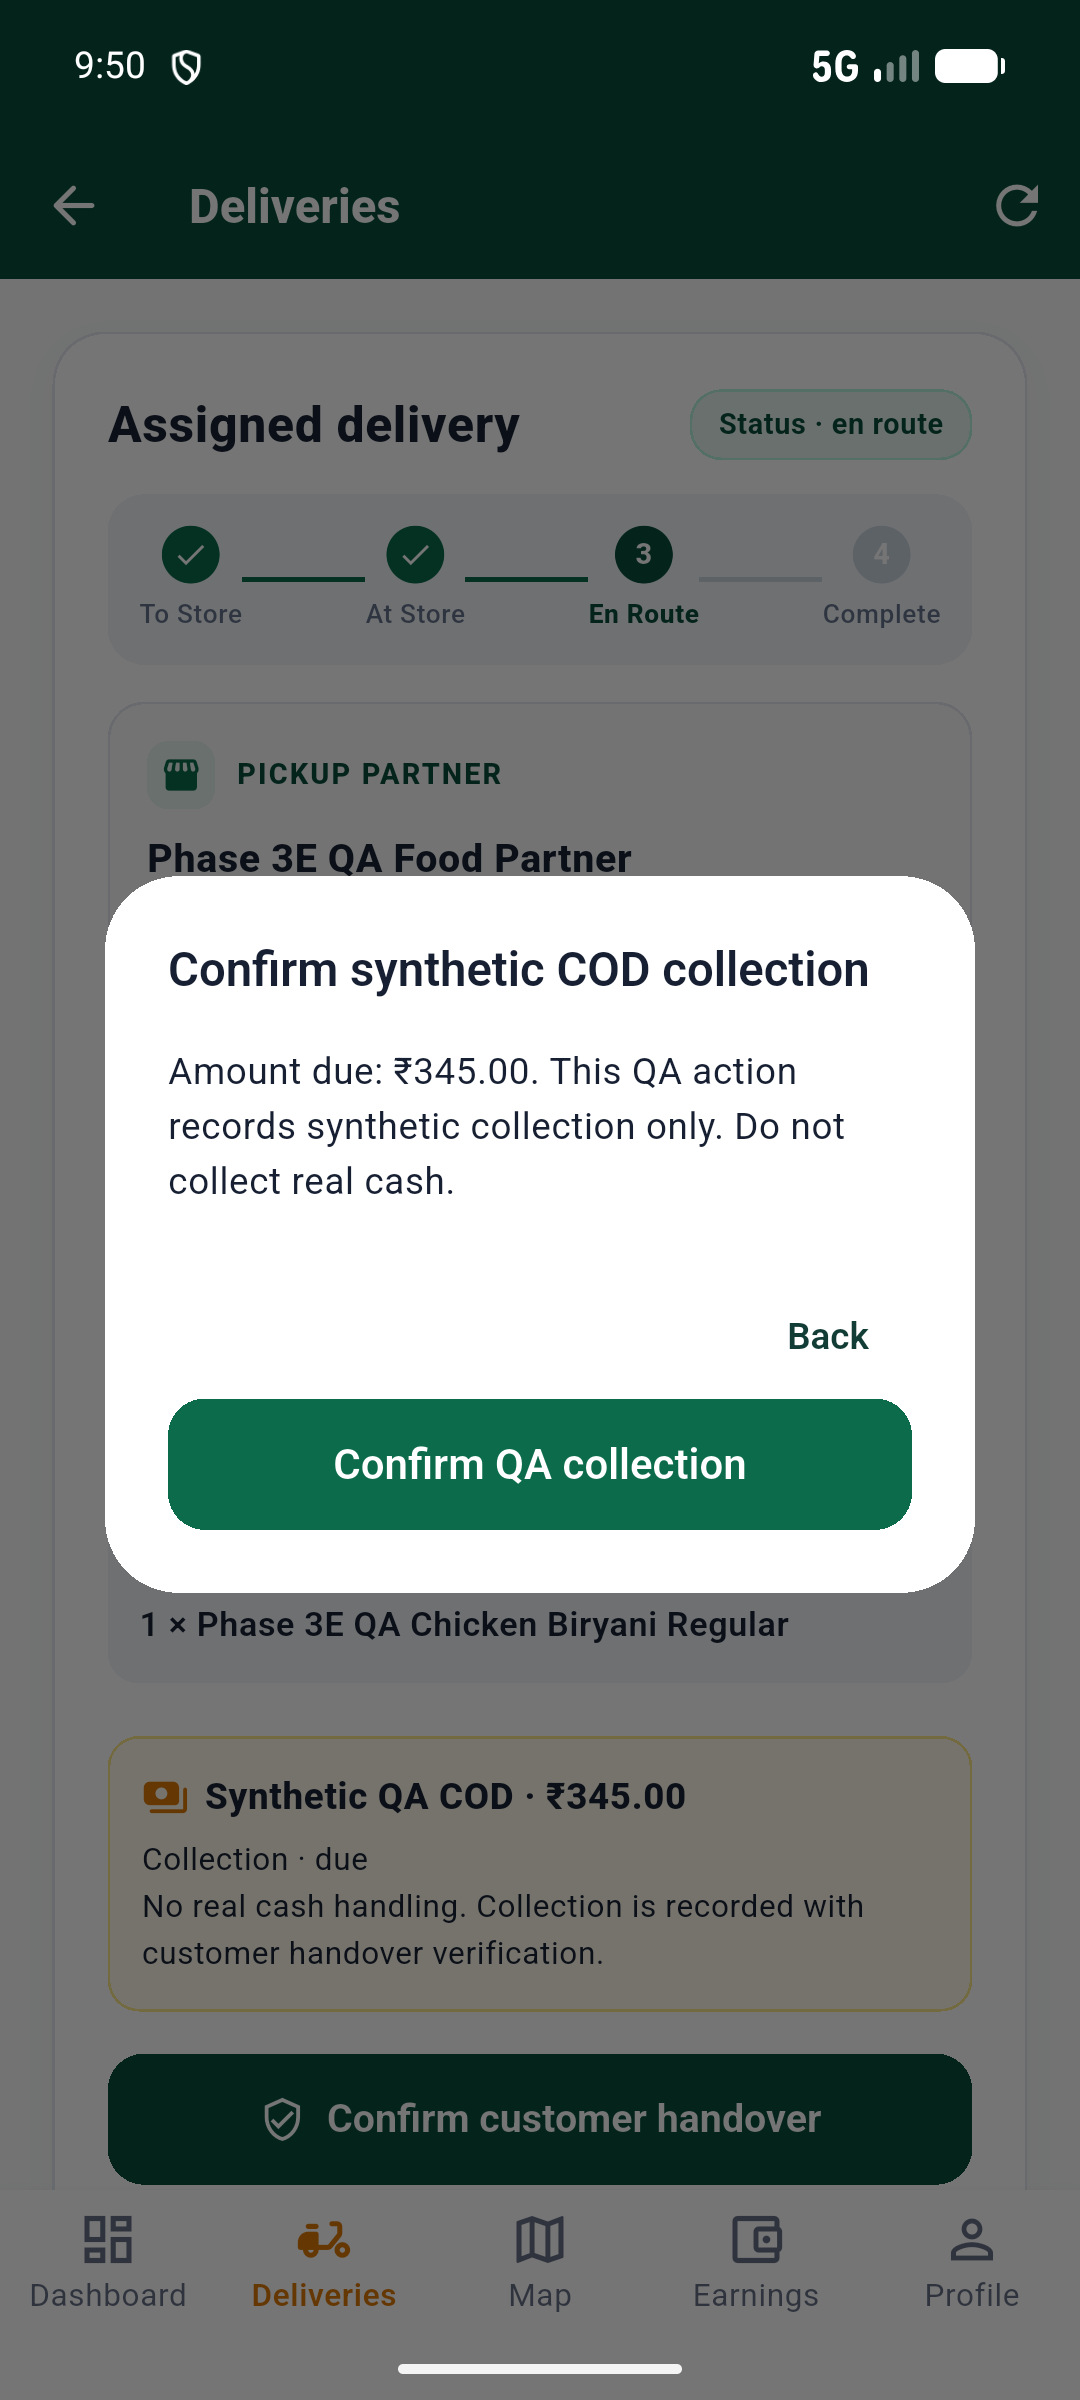 9:50
5G
Deliveries
Assigned delivery
Status · en route
3
4
To Store
At Store
En Route
Complete
PICKUP PARTNER
Phase 3E QA Food Partner
Confirm synthetic COD collection
Amount due: ₹345.00. This QA action
records synthetic collection only. Do not
collect real cash.
Back
Confirm QA collection
1 × Phase 3E QA Chicken Biryani Regular
Synthetic QA COD · ₹345.00
Collection · due
No real cash handling. Collection is recorded with
customer handover verification.
Confirm customer handover
Dashboard
Deliveries
Map
Earnings
Profile